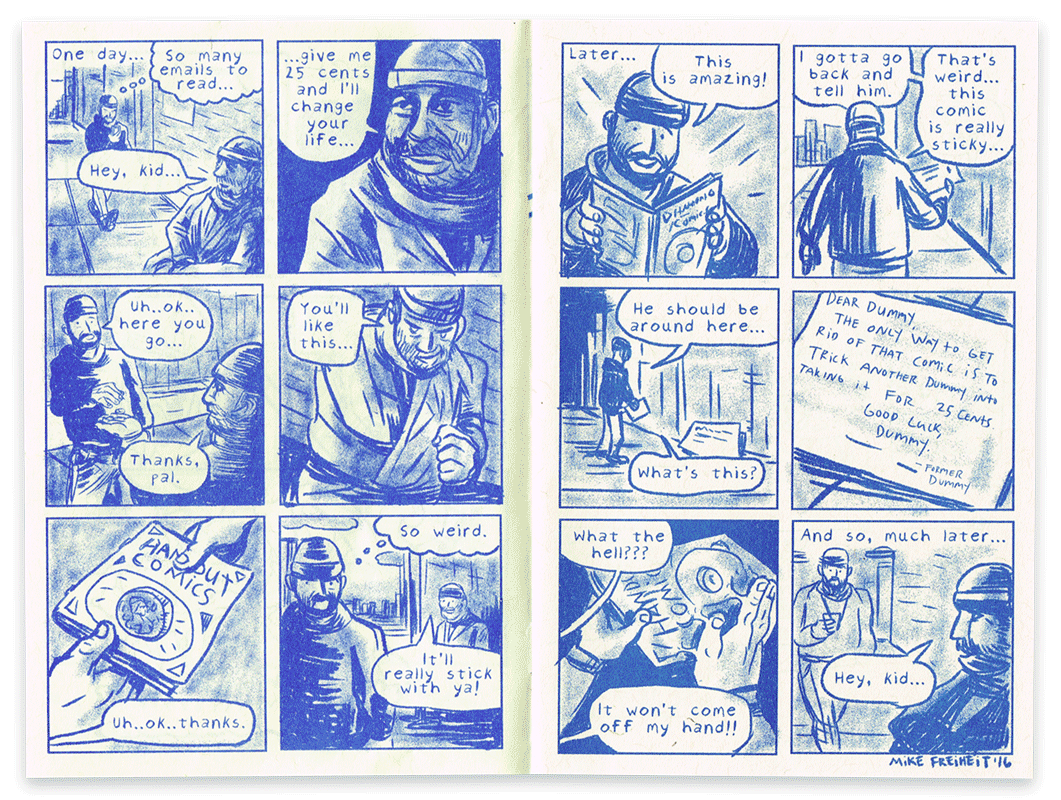 One day...
So many
emails to
read...
Hey, kid...
...give me
25 cents
and I'll
change
your
life...
Uh..ok..
here you
go...
Thanks,
pal.
You'll
like
this...
HANDOUT
COMICS
Uh..ok..thanks.
So weird.
It'll
really stick
with ya!
Later...
This
is amazing!
HANDOUT
COMICS
I gotta go
back and
tell him.
That's
weird...
this
comic
is really
sticky...
He should be
around here...
What's this?
DEAR DUMMY,
THE ONLY WAY to GET
RID OF THAT COMIC IS TO
TRICK ANOTHER DUMMY INTO
TAKING it FOR 25 CENTS
GOOD LUCK,
DUMMY.
—FORMER
DUMMY
What the
hell???
It won't come
off my hand!!
And so, much later...
Hey, kid...
MIKE FREIHEIT '16